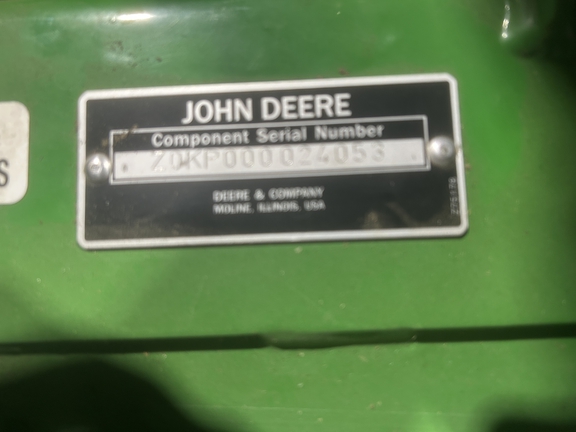 JOHN DEERE
Component Serial Number
Z0KP000024053
DEERE & COMPANY
MOLINE, ILLINOIS, USA
S